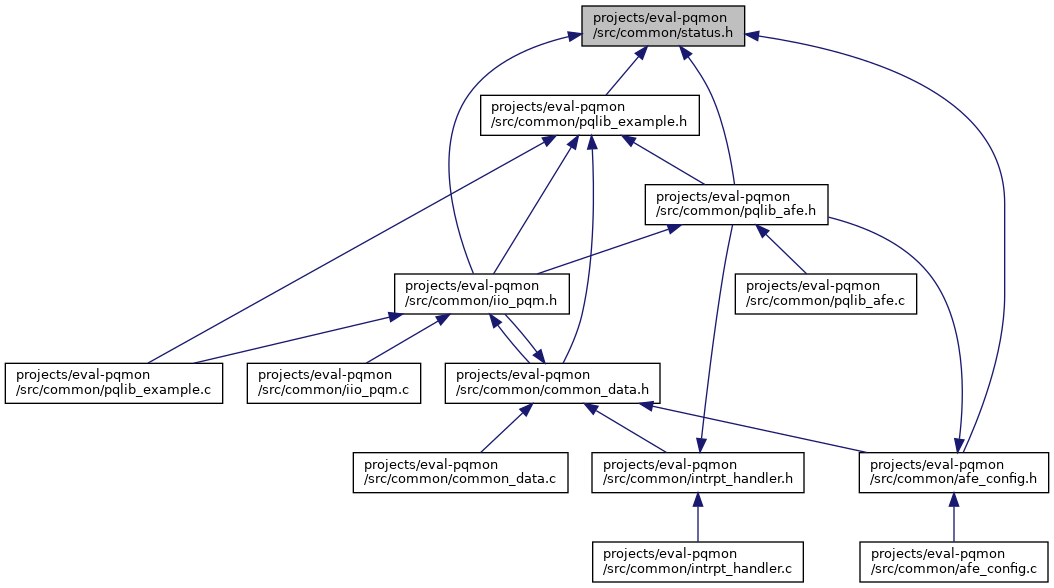 projects/eval-pqmon
/src/common/status.h
projects/eval-pqmon
/src/common/pqlib_example.h
projects/eval-pqmon
/src/common/pqlib_afe.h
projects/eval-pqmon
/src/common/iio_pqm.h
projects/eval-pqmon
/src/common/pqlib_afe.c
projects/eval-pqmon
/src/common/pqlib_example.c
projects/eval-pqmon
/src/common/iio_pqm.c
projects/eval-pqmon
/src/common/common_data.h
projects/eval-pqmon
/src/common/common_data.c
projects/eval-pqmon
/src/common/intrpt_handler.h
projects/eval-pqmon
/src/common/afe_config.h
projects/eval-pqmon
/src/common/intrpt_handler.c
projects/eval-pqmon
/src/common/afe_config.c